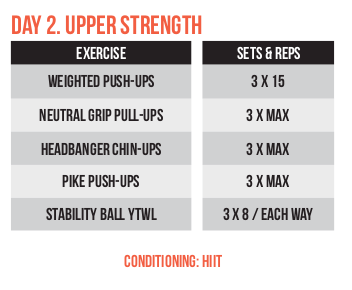 DAY 2. UPPER STRENGTH
EXERCISE SETS & REPS
WEIGHTED PUSH-UPS 3 X 15
NEUTRAL GRIP PULL-UPS 3 X MAX
HEADBANGER CHIN-UPS 3 X MAX
PIKE PUSH-UPS 3 X MAX
STABILITY BALL YTWL 3 X 8 / EACH WAY
CONDITIONING: HIIT